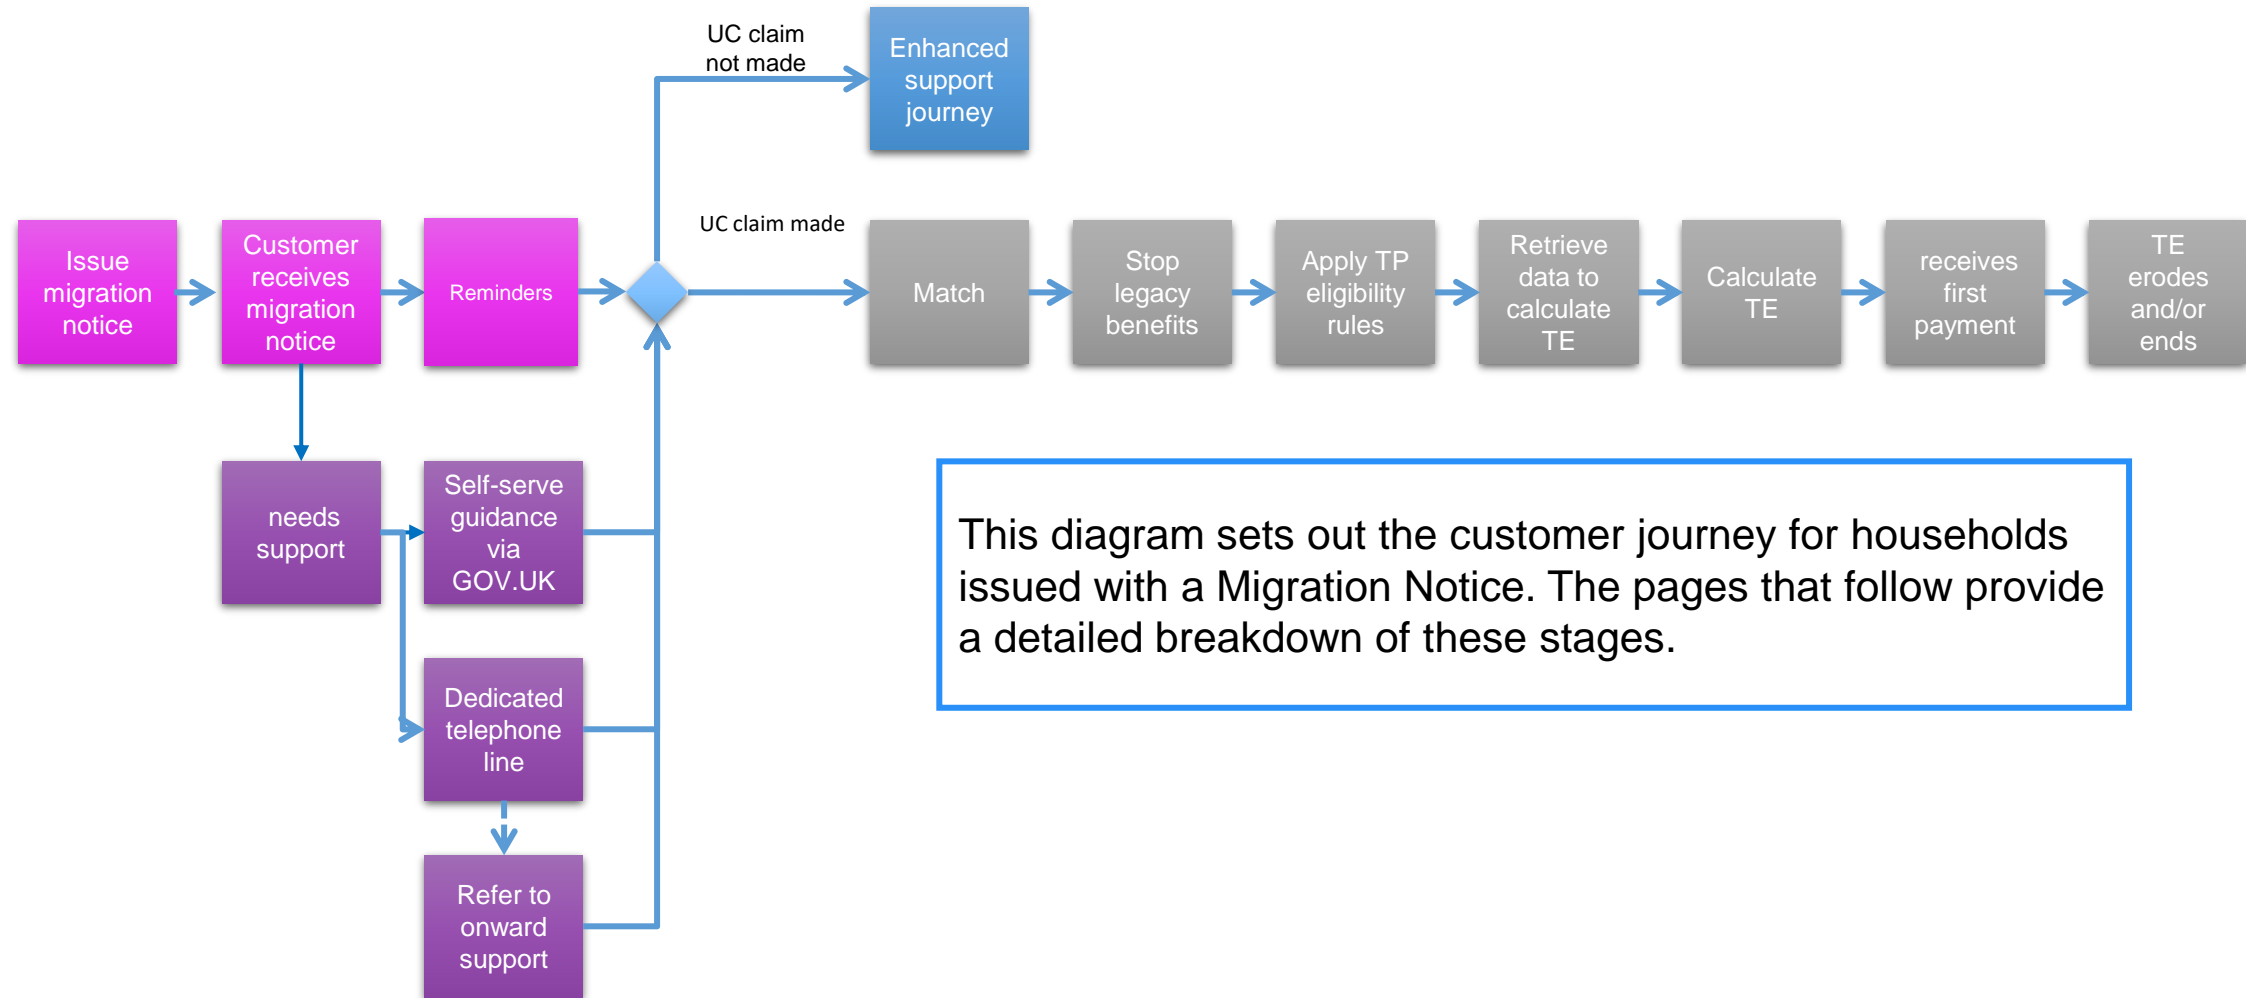 UC claim
not made
Enhanced
support
journey
UC claim made
Issue
migration
notice
Customer
receives
migration
notice
Reminders
Match
Stop
legacy
benefits
Apply TP
eligibility
rules
Retrieve
data to
calculate
TE
Calculate
TE
receives
first
payment
TE
erodes
and/or
ends
needs
support
Self-serve
guidance
via
GOV.UK
Dedicated
telephone
line
Refer to
onward
support
This diagram sets out the customer journey for households
issued with a Migration Notice. The pages that follow provide
a detailed breakdown of these stages.